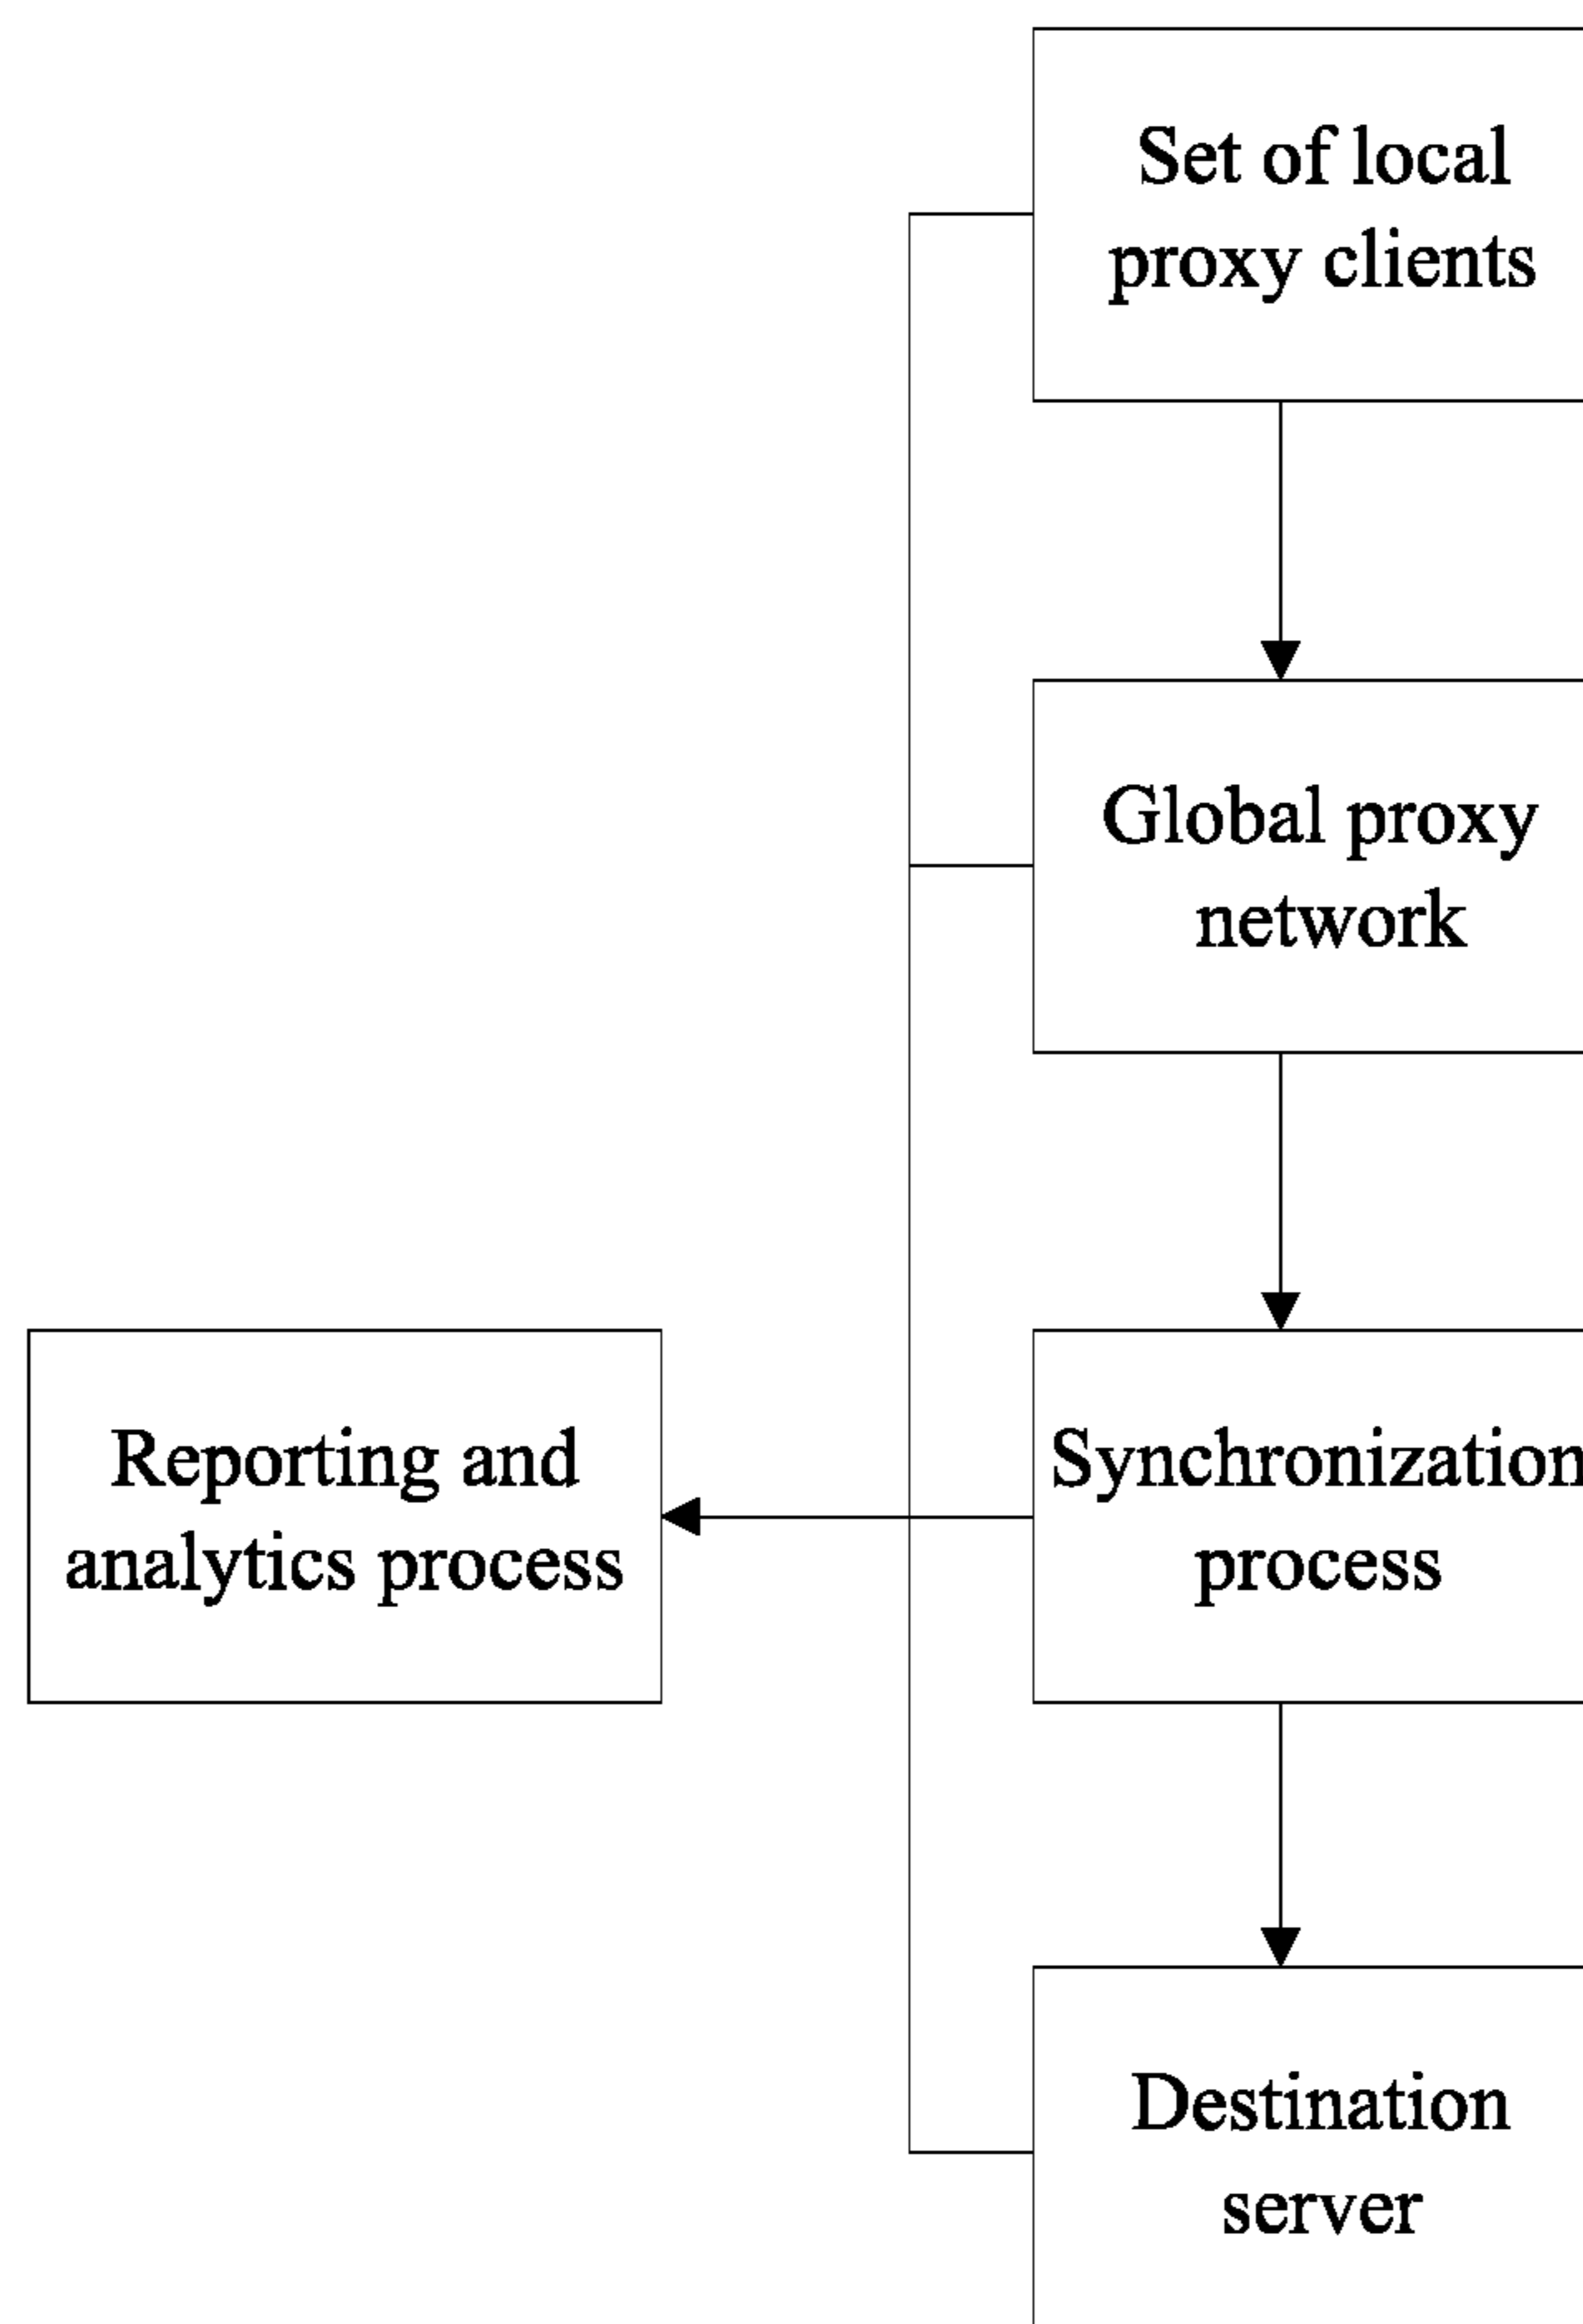 Set of local
proxy clients
Global proxy
network
Reporting and
analytics process
Synchronization
process
Destination
server